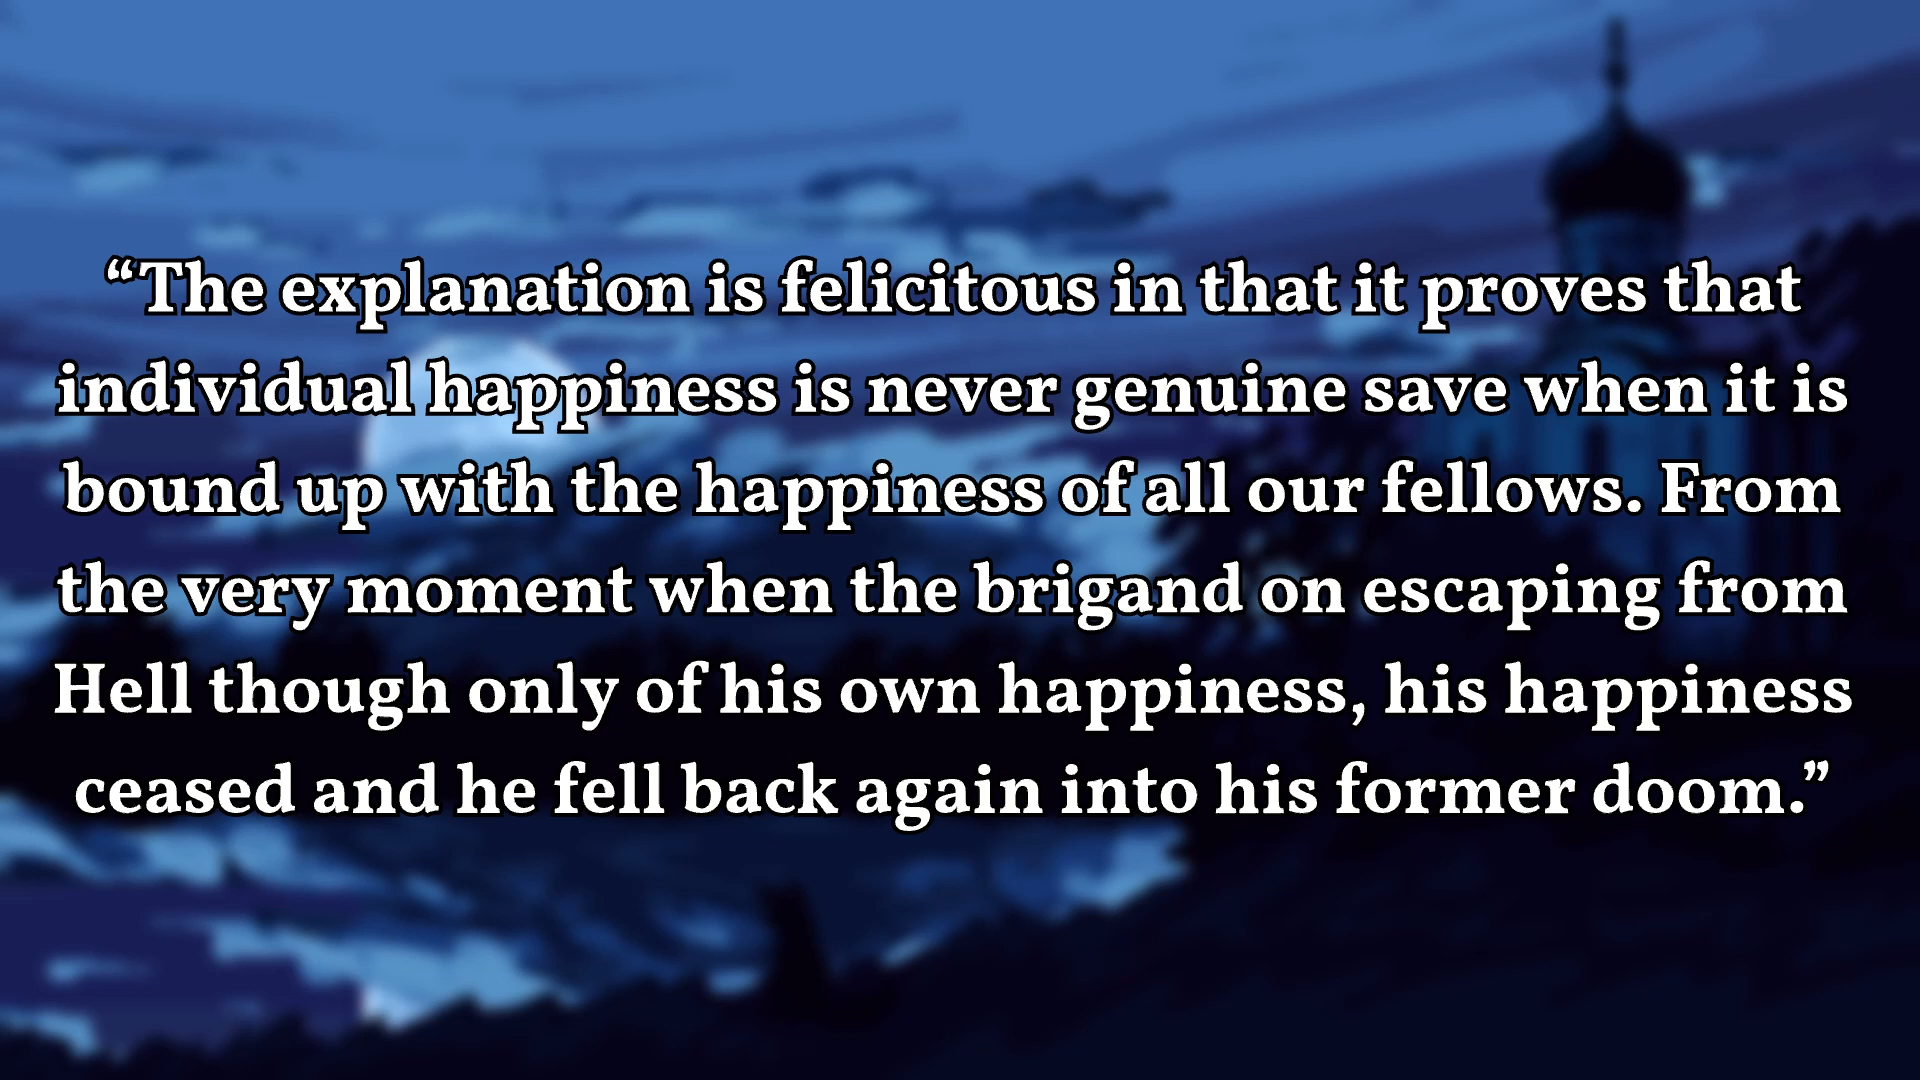 “The explanation is felicitous in that it proves that
individual happiness is never genuine save when it is
bound up with the happiness of all our fellows. From
the very moment when the brigand on escaping from
Hell though only of his own happiness, his happiness
ceased and he fell back again into his former doom.”